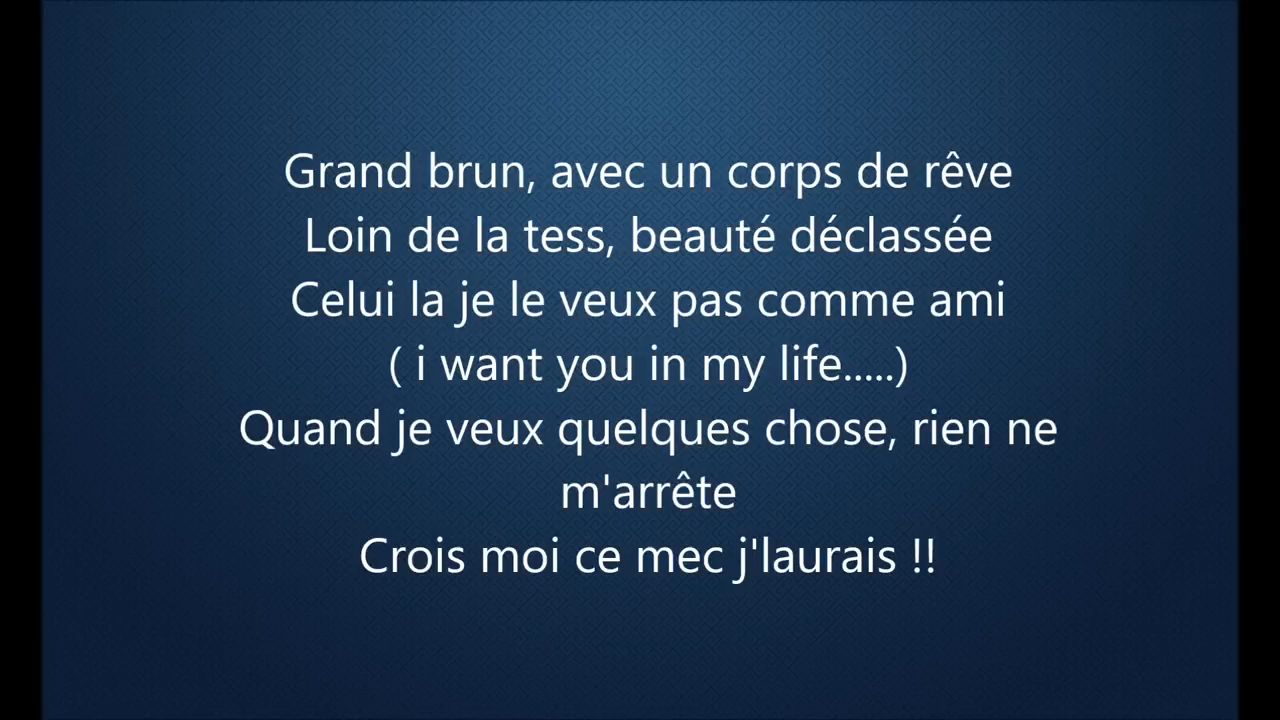 Grand brun, avec un corps de rêve
Loin de la tess, beauté déclassée
Celui la je le veux pas comme ami
( i want you in my life.....)
Quand je veux quelques chose, rien ne
m'arrête
Crois moi ce mec j'laurais !!